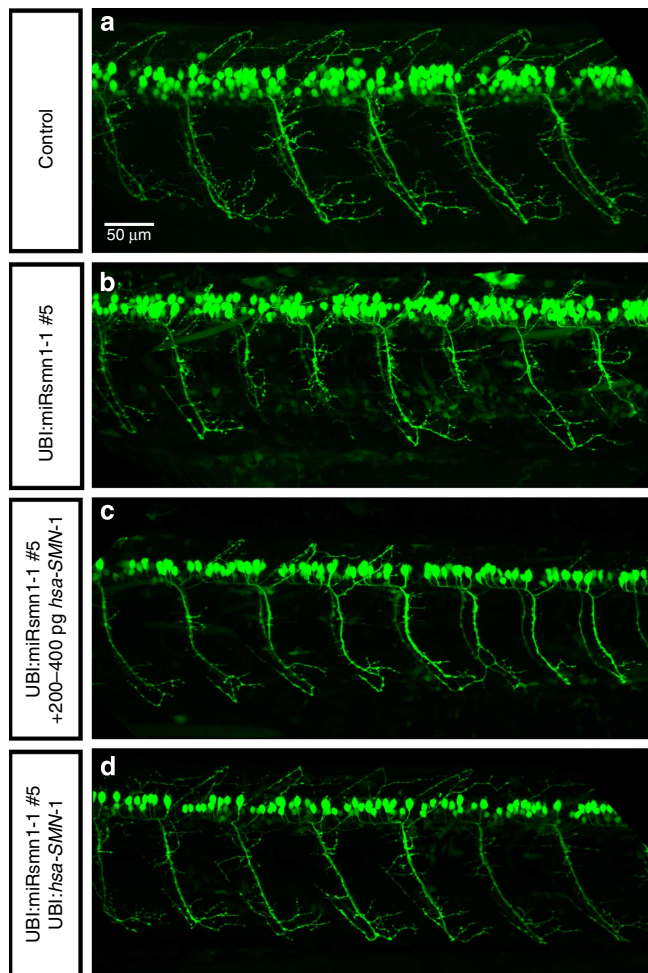 Control
a
50 μm
UBI:miRsmn1-1 #5
b
UBI:miRsmn1-1 #5
+200–400 pg hsa-SMN-1
c
UBI:miRsmn1-1 #5
UBI:hsa-SMN-1
d